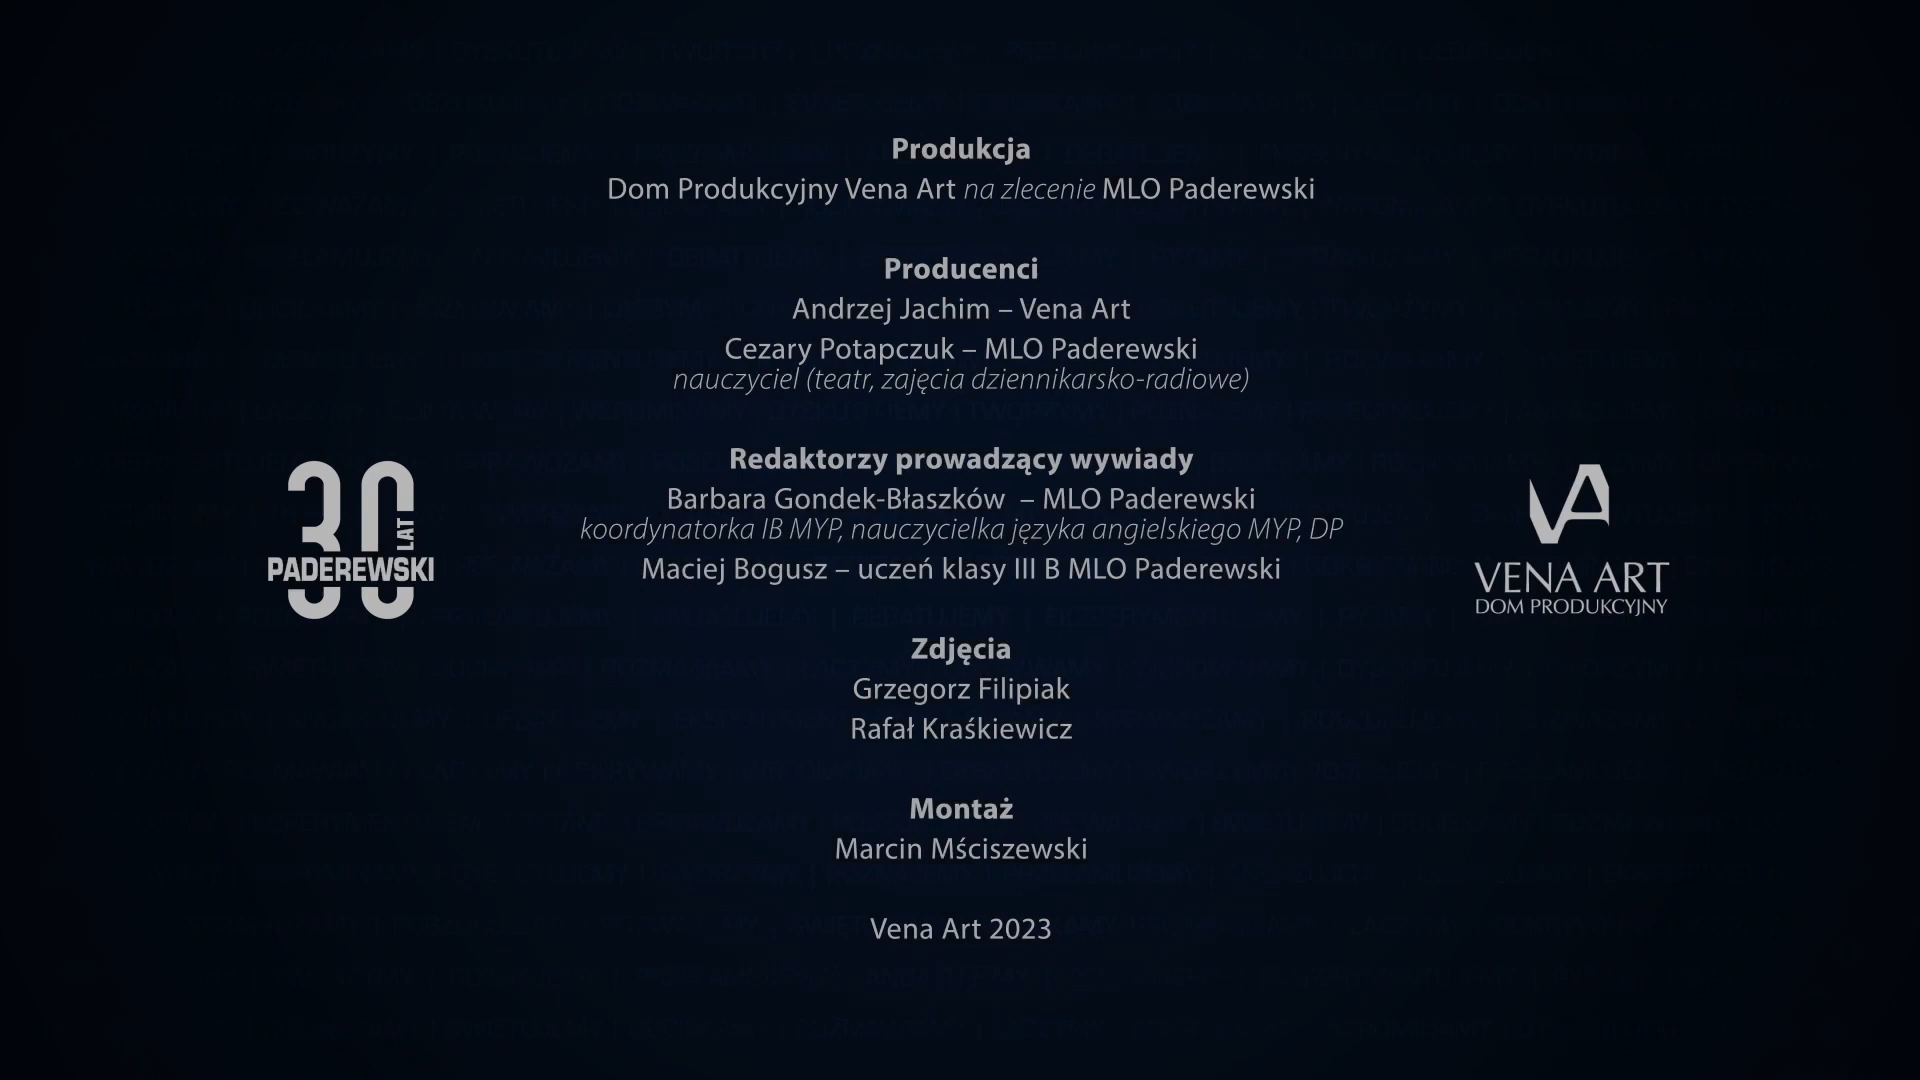 Produkcja
Dom Produkcyjny Vena Art na zlecenie MLO Paderewski
Producenci
Andrzej Jachim – Vena Art
Cezary Potapczuk – MLO Paderewski
nauczyciel (teatr, zajęcia dziennikarsko-radiowe)
Redaktorzy prowadzący wywiady
Barbara Gondek-Błaszków – MLO Paderewski
koordynatorka IB MYP, nauczycielka języka angielskiego MYP, DP
Maciej Bogusz – uczeń klasy III B MLO Paderewski
Zdjęcia
Grzegorz Filipiak
Rafał Kraśkiewicz
Montaż
Marcin Mściszewski
Vena Art 2023
30
LAT
PADEREWSKI
VA
VENA ART
DOM PRODUKCYJNY